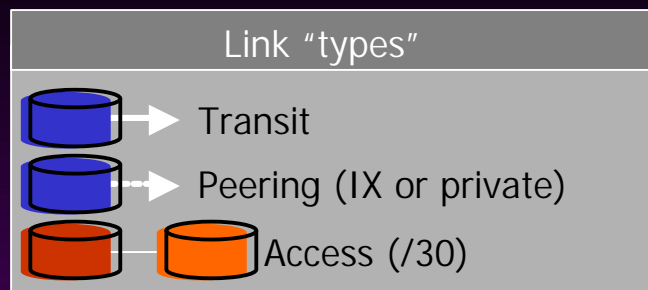 Link “types”
Transit
Peering (IX or private)
Access (/30)